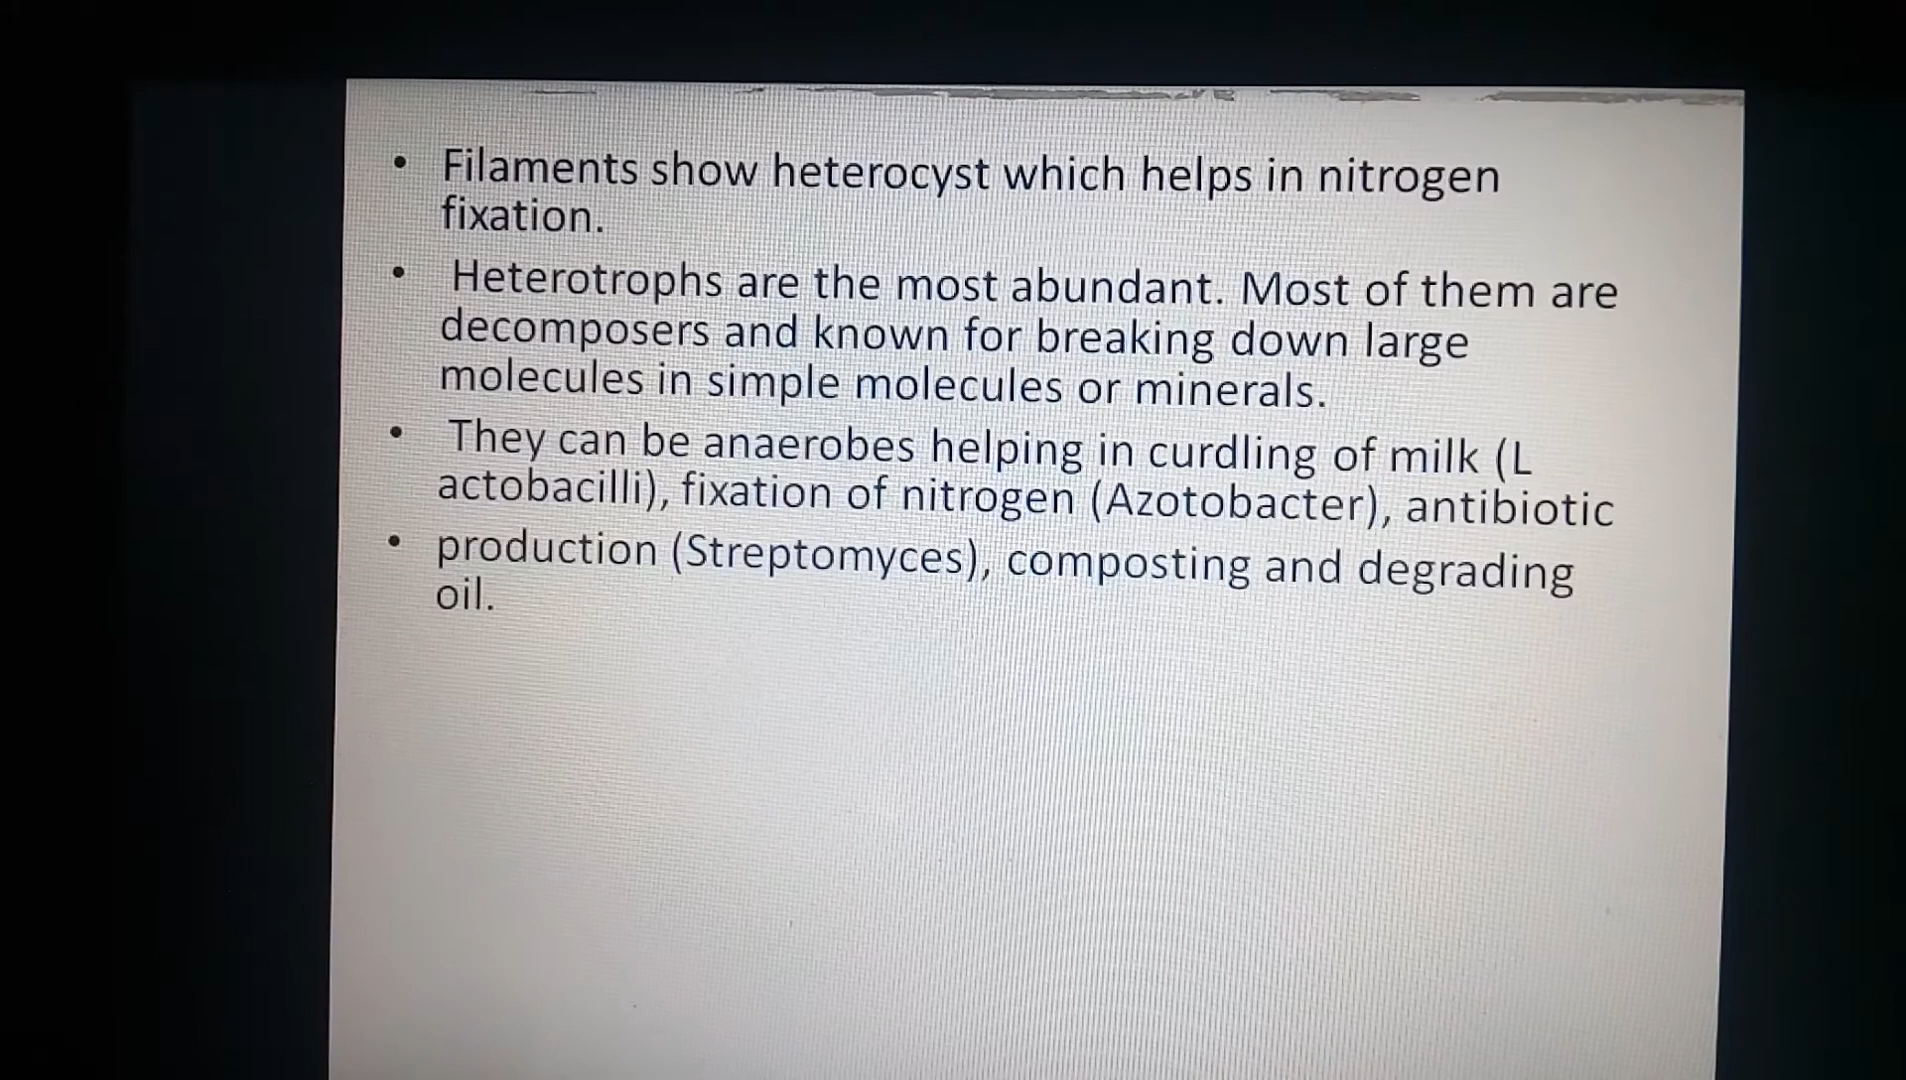 • Filaments show heterocyst which helps in nitrogen
fixation.
• Heterotrophs are the most abundant. Most of them are
decomposers and known for breaking down large
molecules in simple molecules or minerals.
• They can be anaerobes helping in curdling of milk (L
actobacilli), fixation of nitrogen (Azotobacter), antibiotic
• production (Streptomyces), composting and degrading
oil.